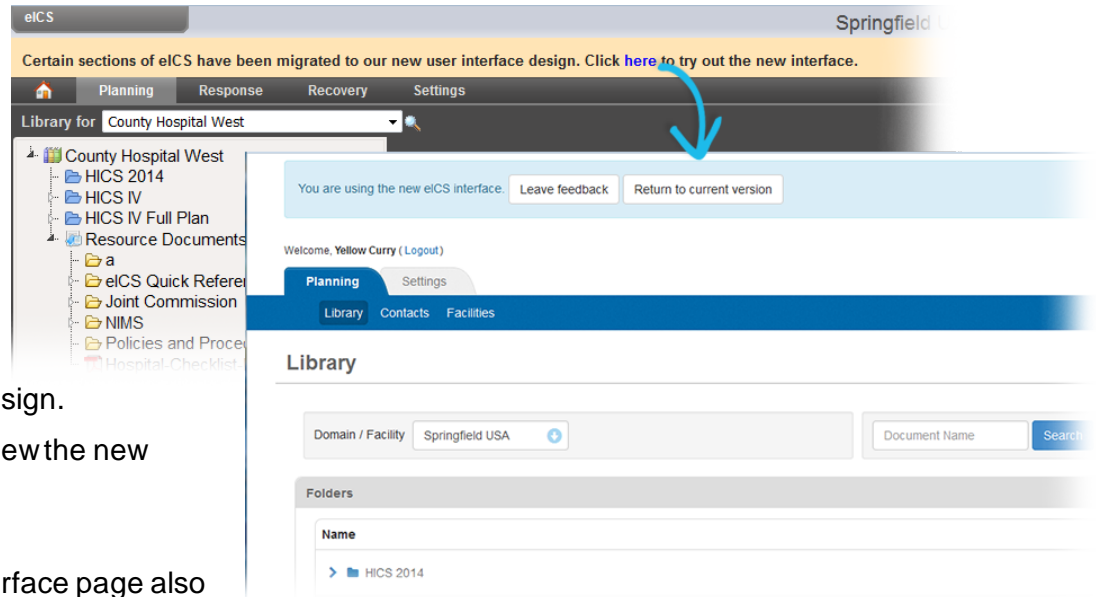 eICS
Springfield
Certain sections of eICS have been migrated to our new user interface design. Click here to try out the new interface.
Planning Response Recovery Settings
Library for County Hospital West
County Hospital West
HICS 2014
HICS IV
HICS IV Full Plan
Resource Documents
a
eICS Quick Refere
Joint Commission
NIMS
Policies and Proce
Hospital-Checklist-
You are using the new eICS interface. Leave feedback Return to current version
Welcome, Yellow Curry ( Logout )
Planning Settings
Library Contacts Facilities
Library
Domain / Facility Springfield USA Document Name Search
Folders
Name
HICS 2014
sign.
ew the new
rface page also